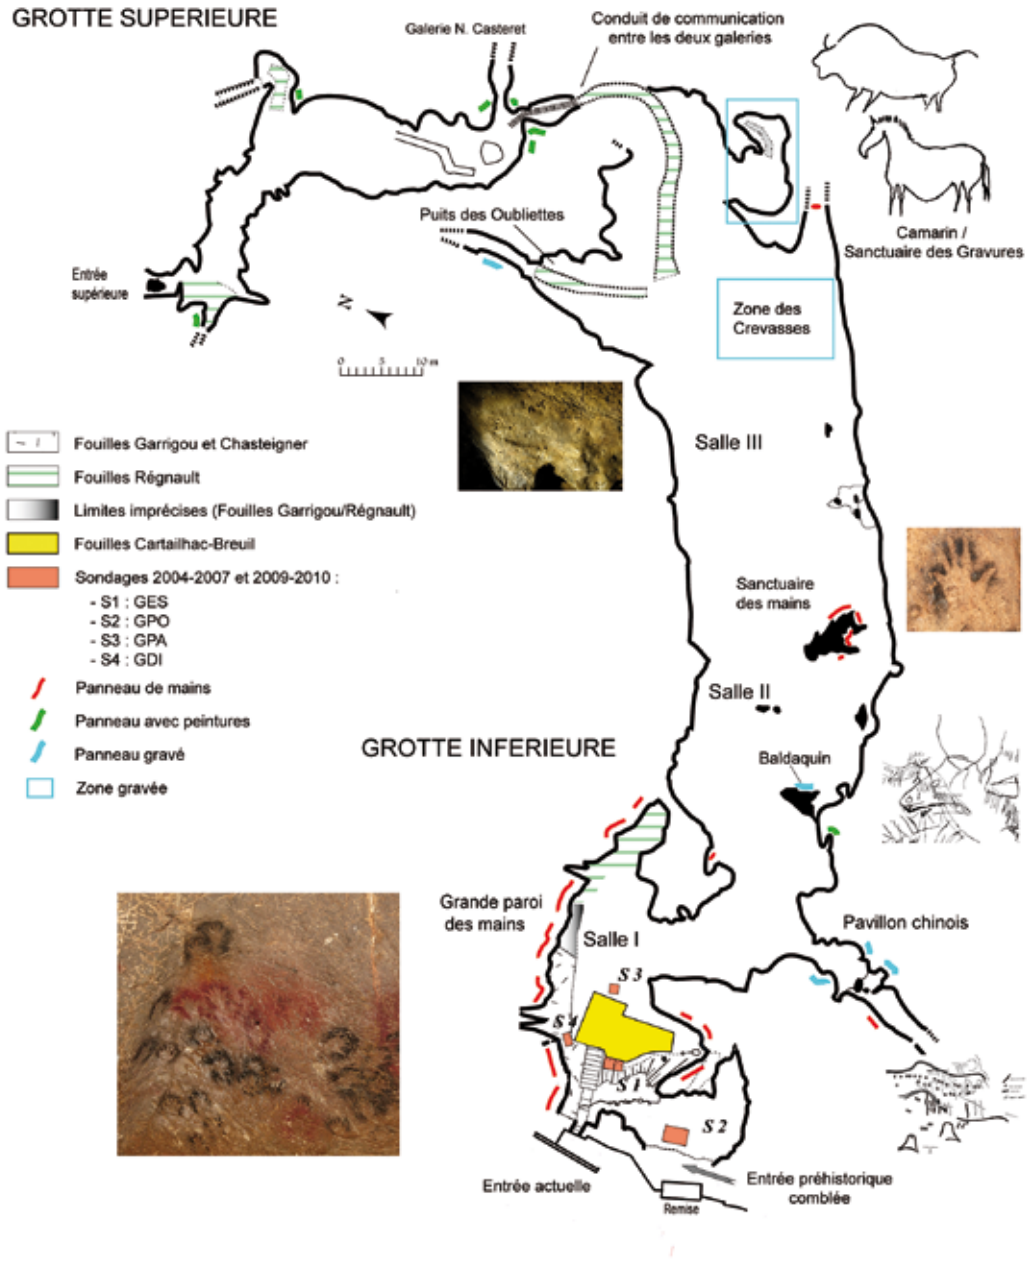 GROTTE SUPERIEURE
Galerie N. Casteret
Conduit de communication
entre les deux galeries
Puits des Oubliettes
Camarin /
Sanctuaire des Gravures
Entrée
supérieure
N
0 5 10 m
Zone des
Crevasses
Salle III
Fouilles Garrigou et Chasteigner
Fouilles Régnault
Limites imprécises (Fouilles Garrigou/Régnault)
Fouilles Cartailhac-Breuil
Sondages 2004-2007 et 2009-2010 :
- S1 : GES
- S2 : GPO
- S3 : GPA
- S4 : GDI
Panneau de mains
Panneau avec peintures
Panneau gravé
Zone gravée
Sanctuaire
des mains
Salle II
GROTTE INFERIEURE
Baldaquin
Grande paroi
des mains
Salle I
Pavillon chinois
S 3
S 4
S 1
S 2
Entrée actuelle
Entrée préhistorique
comblée
Remise